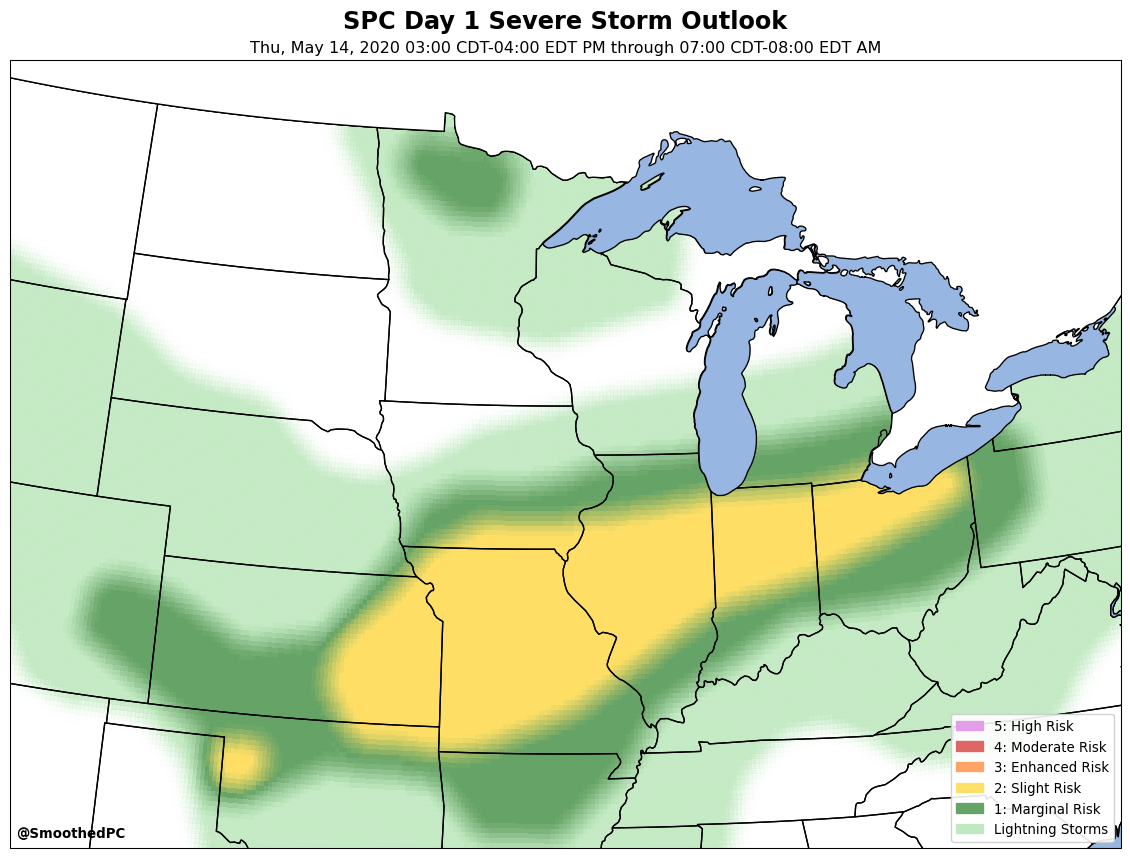 SPC Day 1 Severe Storm Outlook
Thu, May 14, 2020 03:00 CDT-04:00 EDT PM through 07:00 CDT-08:00 EDT AM
5: High Risk
4: Moderate Risk
3: Enhanced Risk
2: Slight Risk
1: Marginal Risk
Lightning Storms
@SmoothedPC